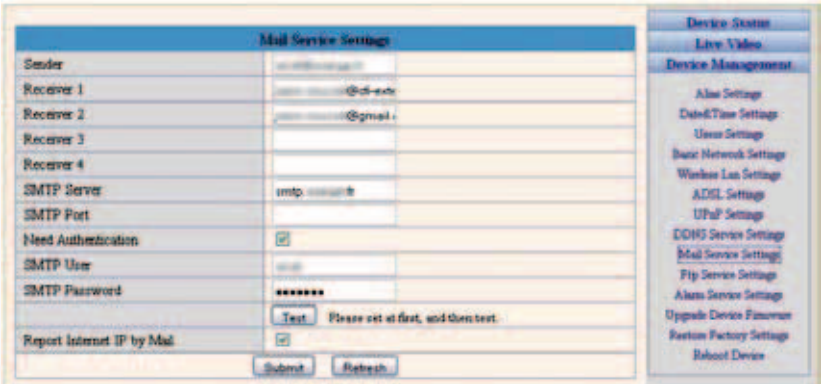 Mail Service Settings
Sender
Receiver 1 @cti-exte
Receiver 2 @gmail.
Receiver 3
Receiver 4
SMTP Server smtp. fr
SMTP Port
Need Authentication
SMTP User
SMTP Password
Test Please set at first, and then test.
Report Internet IP by Mail
Submit Refresh
Device Status
Live Video
Device Management
Alias Settings
Date&Time Settings
Users Settings
Basic Network Settings
Wireless Lan Settings
ADSL Settings
UPnP Settings
DDNS Service Settings
Mail Service Settings
Ftp Service Settings
Alarm Service Settings
Upgrade Device Firmware
Restore Factory Settings
Reboot Device